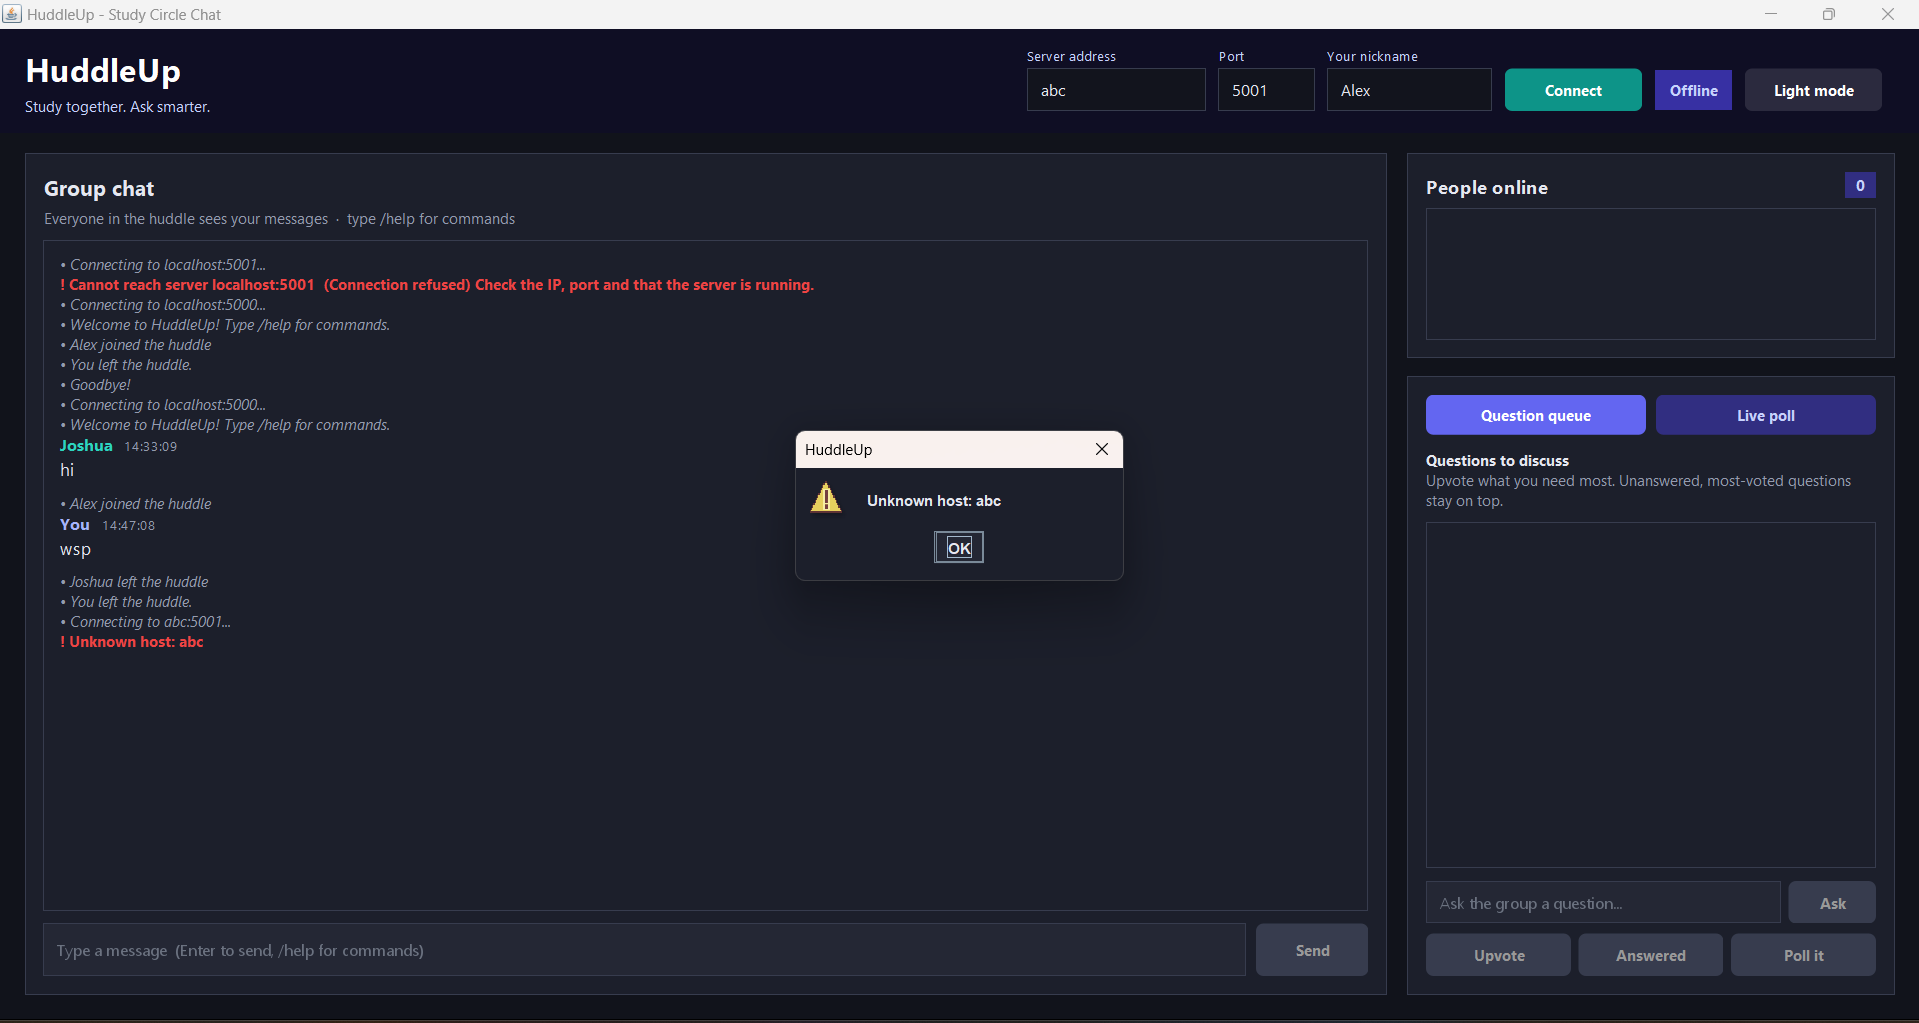 HuddleUp - Study Circle Chat
HuddleUp
Study together. Ask smarter.
Server address
abc
Port
5001
Your nickname
Alex
Connect
Offline
Light mode
Group chat
Everyone in the huddle sees your messages · type /help for commands
• Connecting to localhost:5001...
! Cannot reach server localhost:5001 (Connection refused) Check the IP, port and that the server is running.
• Connecting to localhost:5000...
• Welcome to HuddleUp! Type /help for commands.
• Alex joined the huddle
• You left the huddle.
• Goodbye!
• Connecting to localhost:5000...
• Welcome to HuddleUp! Type /help for commands.
Joshua 14:33:09
hi
• Alex joined the huddle
You 14:47:08
wsp
• Joshua left the huddle
• You left the huddle.
• Connecting to abc:5001...
! Unknown host: abc
Type a message (Enter to send, /help for commands)
Send
HuddleUp
Unknown host: abc
OK
People online
0
Question queue
Live poll
Questions to discuss
Upvote what you need most. Unanswered, most-voted questions
stay on top.
Ask the group a question...
Ask
Upvote
Answered
Poll it